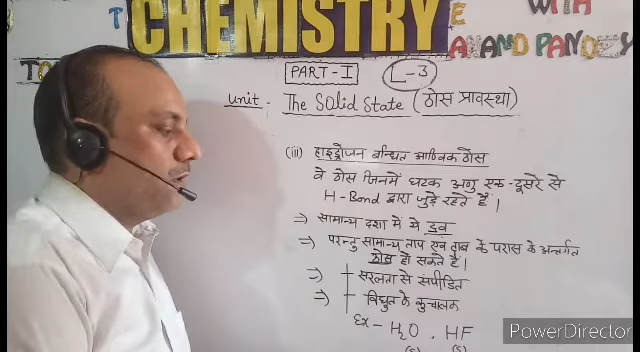 CHEMISTRY WITH
ANAND PANDEY
PART-I L-3
Unit - The Solid State (ठोस प्रावस्था)
(iii) हाइड्रोजन बन्धित आण्विक ठोस
वे ठोस जिनमें घटक अणु एक-दूसरे से
H-Bond द्वारा जुड़े रहते हैं।
⇒ सामान्य दशा में ये द्रव
⇒ परन्तु सामान्य ताप एवं दाब के परास के अन्तर्गत
ठोस हो सकते हैं।
⇒ सरलता से संपीडित
⇒ विद्युत के कुचालक
Ex - H₂O , HF
(s) (s)
PowerDirector